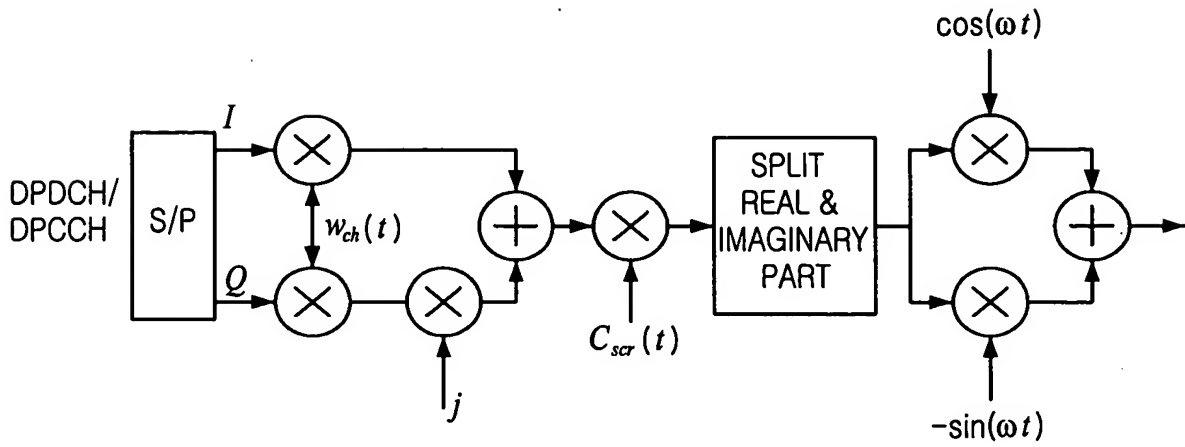 cos(ωt)
I
DPDCH/
DPCCH
S/P
w_ch(t)
Q
SPLIT
REAL &
IMAGINARY
PART
C_scr(t)
j
-sin(ωt)